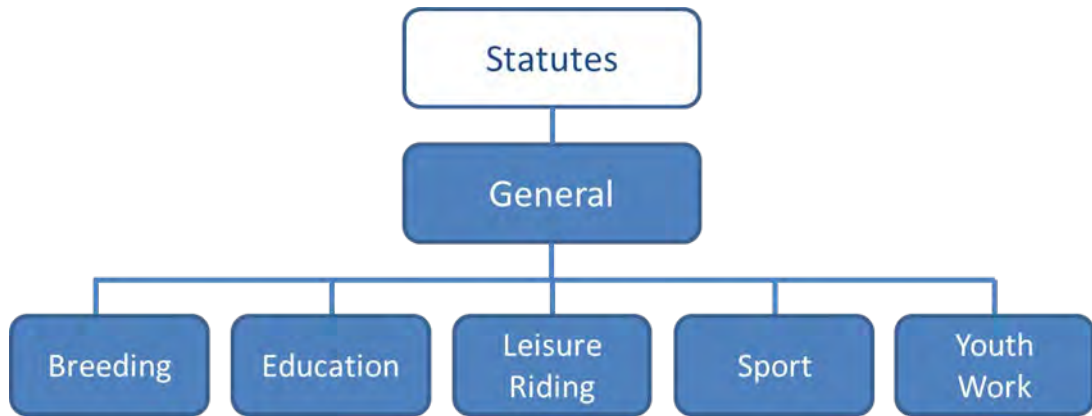 Statutes
General
Breeding
Education
Leisure
Riding
Sport
Youth
Work